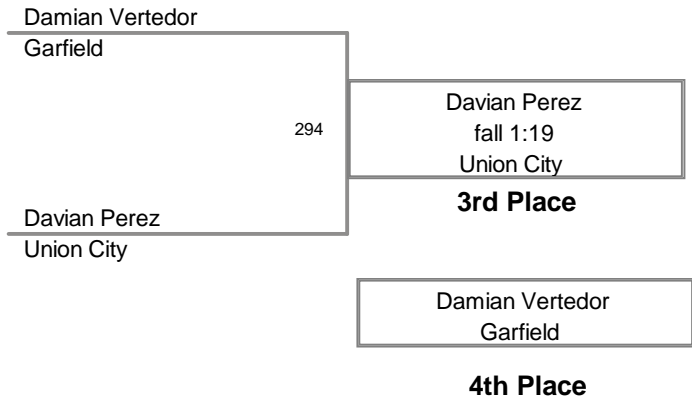 Damian Vertedor
Garfield
294
Davian Perez
fall 1:19
Union City
3rd Place
Davian Perez
Union City
Damian Vertedor
Garfield
4th Place